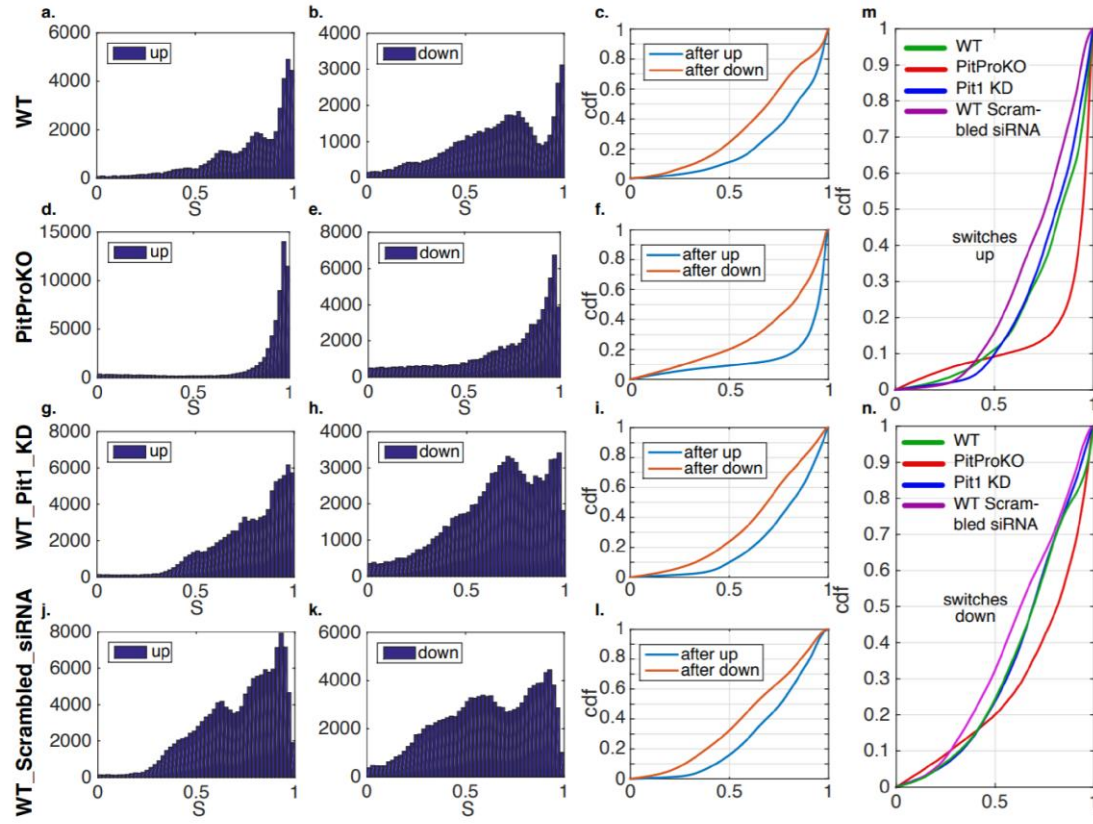 a.
b.
c.
m.
WT
6000
4000
2000
0
up
0
0.5
1
S
4000
3000
2000
1000
0
down
0
0.5
1
S
cdf
1
0.8
0.6
0.4
0.2
0
after up
after down
0
0.5
1
d.
e.
f.
PitProKO
15000
10000
5000
0
up
0
0.5
1
S
8000
6000
4000
2000
0
down
0
0.5
1
S
cdf
1
0.8
0.6
0.4
0.2
0
after up
after down
0
0.5
1
cdf
1
0.9
0.8
0.7
0.6
0.5
0.4
0.3
0.2
0.1
0
WT
PitProKO
Pit1 KD
WT Scram-
bled siRNA
switches
up
0
0.5
1
g.
h.
i.
n.
WT_Pit1_KD
8000
6000
4000
2000
0
up
0
0.5
1
S
4000
3000
2000
1000
0
down
0
0.5
1
S
cdf
1
0.8
0.6
0.4
0.2
0
after up
after down
0
0.5
1
j.
k.
l.
WT_Scrambled_siRNA
8000
6000
4000
2000
0
up
0
0.5
1
S
6000
4000
2000
0
down
0
0.5
1
S
cdf
1
0.8
0.6
0.4
0.2
0
after up
after down
0
0.5
1
cdf
1
0.9
0.8
0.7
0.6
0.5
0.4
0.3
0.2
0.1
0
WT
PitProKO
Pit1 KD
WT Scram-
bled siRNA
switches
down
0
0.5
1